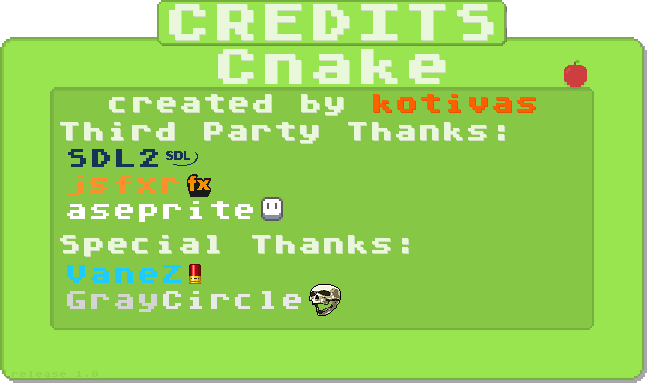 CREDITS
Cnake
created by kotivas
Third Party Thanks:
SDL2 SDL
jsfxr fx
aseprite
Special Thanks:
VaneZ
GrayCircle
release 1.0